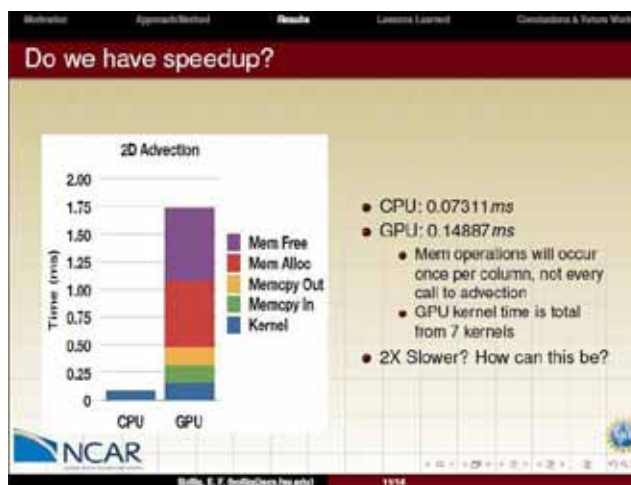 Motivation Approach/Method Results Lessons Learned Conclusions & Future Work
Do we have speedup?
2D Advection
2.00
1.75
1.50
1.25
1.00
0.75
0.50
0.25
0
Time (ms)
CPU GPU
Mem Free
Mem Alloc
Memcpy Out
Memcpy In
Kernel
CPU: 0.07311ms
GPU: 0.14887ms
Mem operations will occur
once per column, not every
call to advection
GPU kernel time is total
from 7 kernels
2X Slower? How can this be?
NCAR